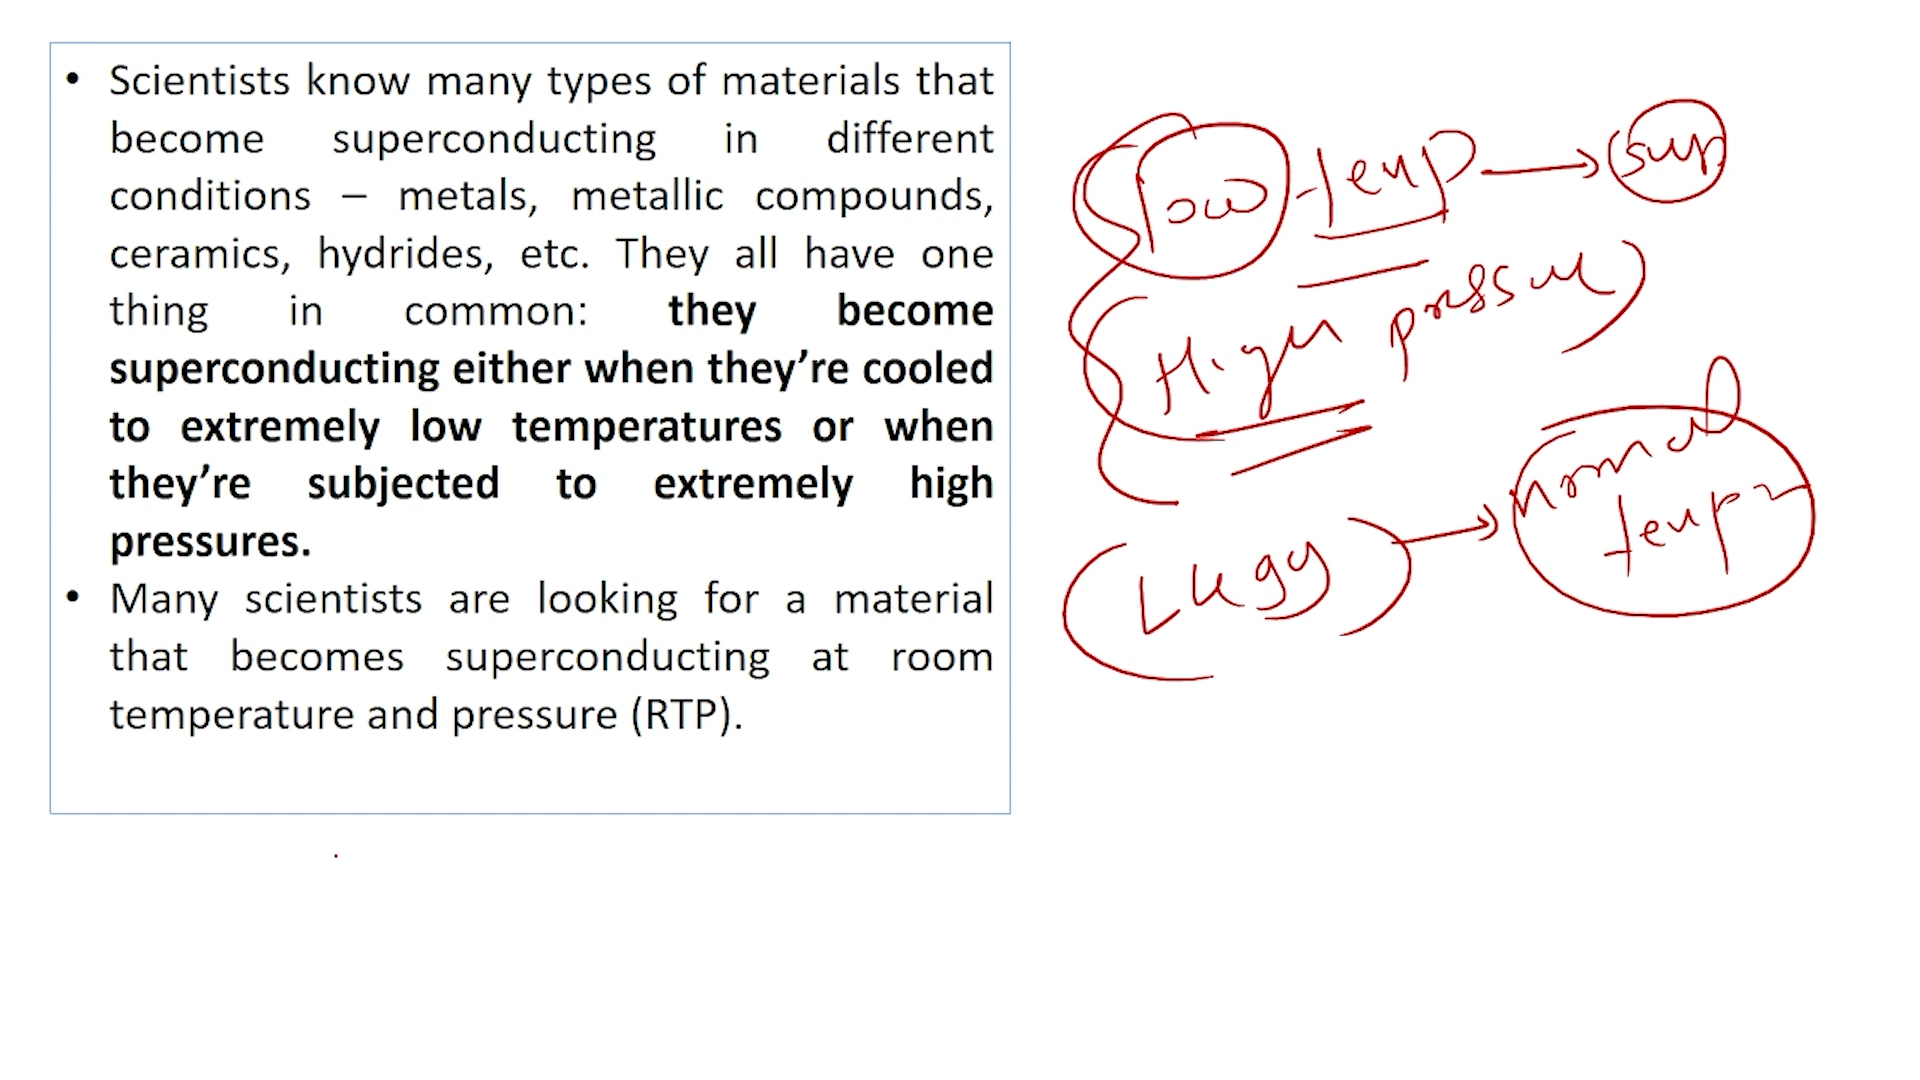 • Scientists know many types of materials that
become superconducting in different
conditions – metals, metallic compounds,
ceramics, hydrides, etc. They all have one
thing in common: they become
superconducting either when they’re cooled
to extremely low temperatures or when
they’re subjected to extremely high
pressures.
• Many scientists are looking for a material
that becomes superconducting at room
temperature and pressure (RTP).
low temp → sup
High pressure
→ normal
temp